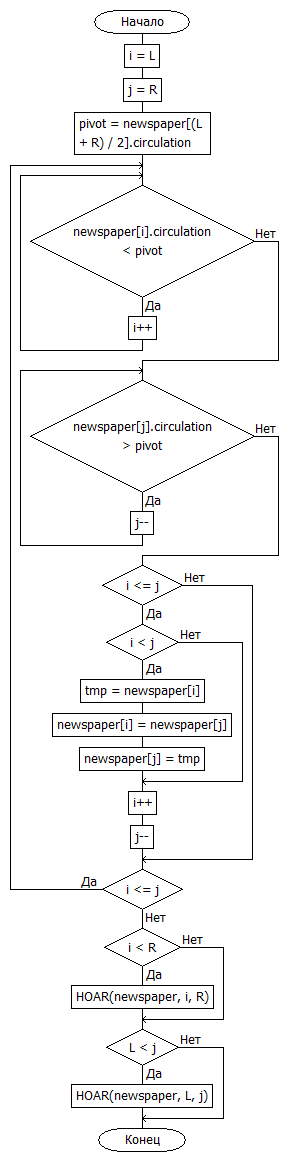 Начало
i = L
j = R
pivot = newspaper[(L
+ R) / 2].circulation
newspaper[i].circulation
< pivot
Нет
Да
i++
newspaper[j].circulation
> pivot
Нет
Да
j--
i <= j
Нет
Да
i < j
Нет
Да
tmp = newspaper[i]
newspaper[i] = newspaper[j]
newspaper[j] = tmp
i++
j--
Да
i <= j
Нет
i < R
Нет
Да
HOAR(newspaper, i, R)
L < j
Нет
Да
HOAR(newspaper, L, j)
Конец